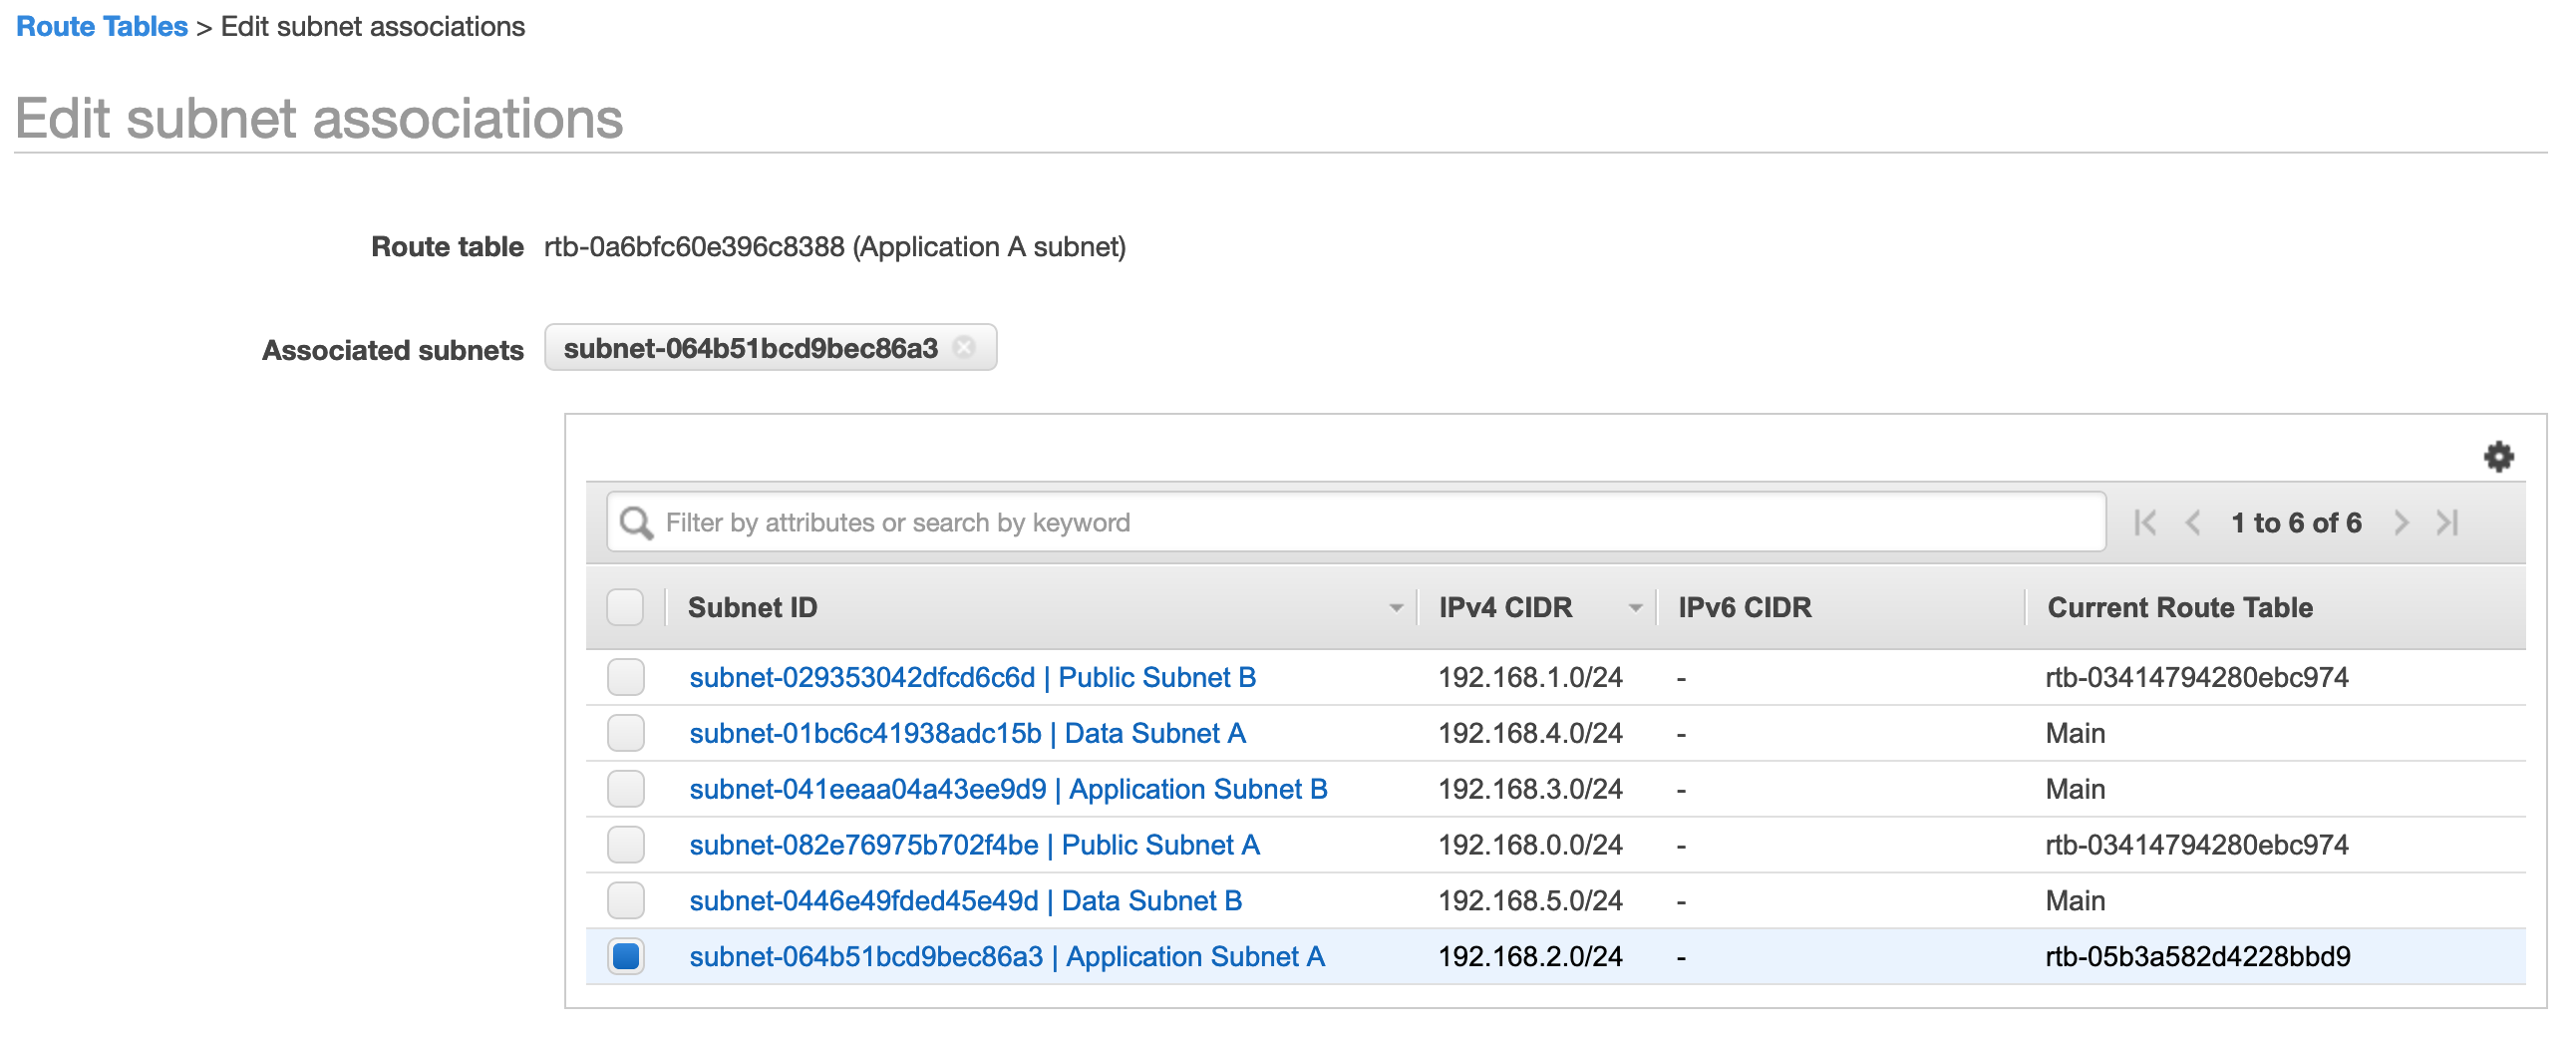 Route Tables > Edit subnet associations
Edit subnet associations
Route table rtb-0a6bfc60e396c8388 (Application A subnet)
Associated subnets subnet-064b51bcd9bec86a3
Filter by attributes or search by keyword 1 to 6 of 6
Subnet ID IPv4 CIDR IPv6 CIDR Current Route Table
subnet-029353042dfcd6c6d | Public Subnet B 192.168.1.0/24 - rtb-03414794280ebc974
subnet-01bc6c41938adc15b | Data Subnet A 192.168.4.0/24 - Main
subnet-041eeaa04a43ee9d9 | Application Subnet B 192.168.3.0/24 - Main
subnet-082e76975b702f4be | Public Subnet A 192.168.0.0/24 - rtb-03414794280ebc974
subnet-0446e49fded45e49d | Data Subnet B 192.168.5.0/24 - Main
subnet-064b51bcd9bec86a3 | Application Subnet A 192.168.2.0/24 - rtb-05b3a582d4228bbd9